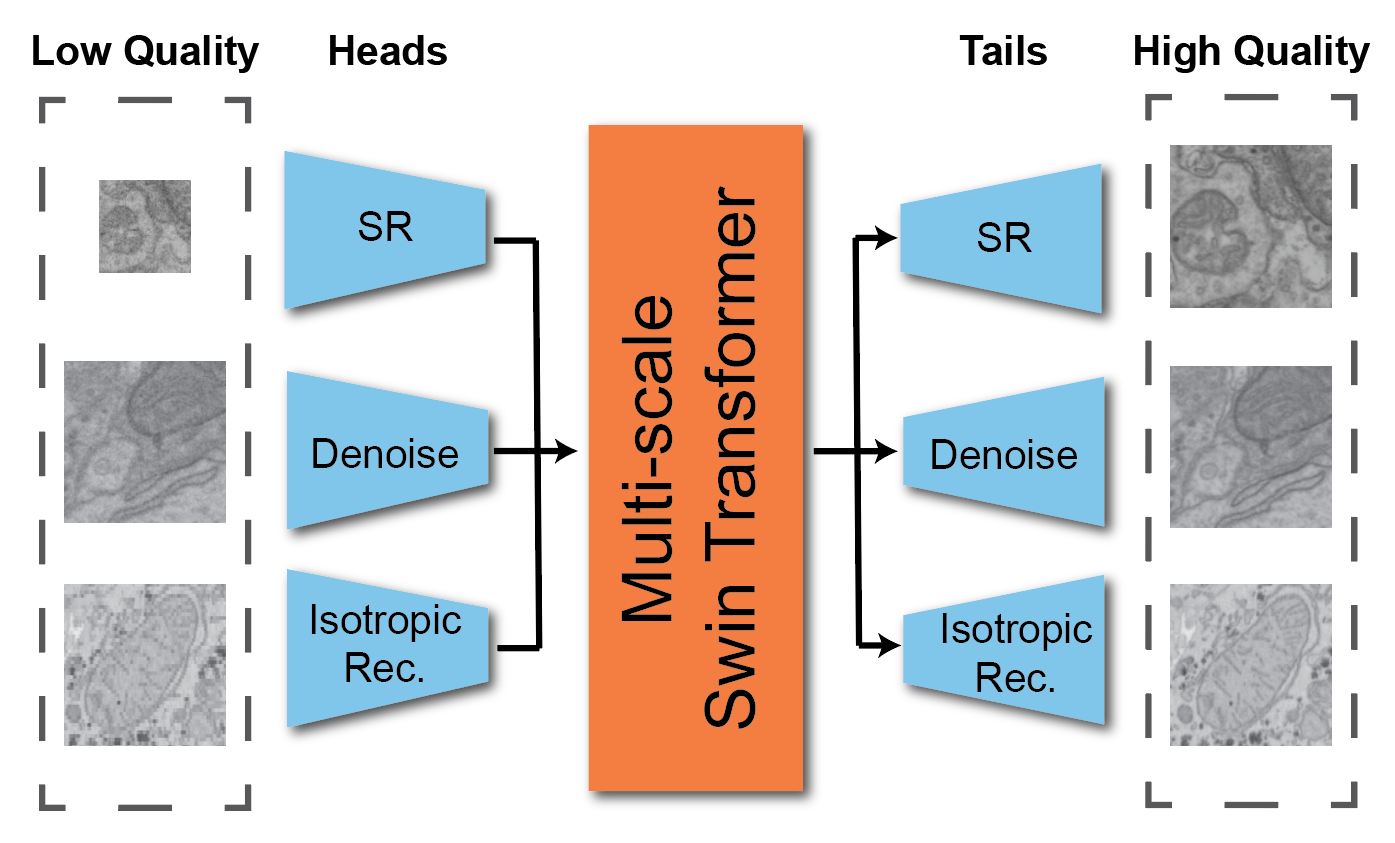 Low Quality
Heads
Tails
High Quality
SR
Denoise
Isotropic
Rec.
Multi-scale
Swin Transformer
SR
Denoise
Isotropic
Rec.